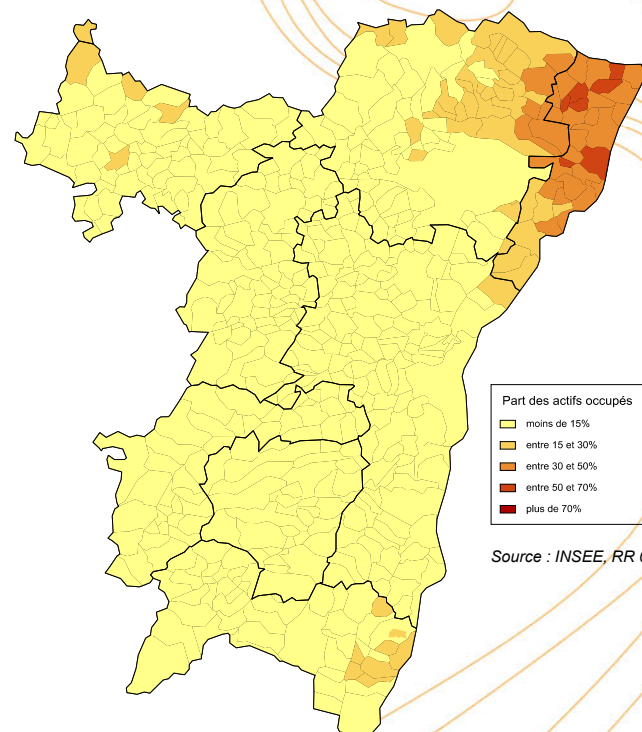 Part des actifs occupés
moins de 15%
entre 15 et 30%
entre 30 et 50%
entre 50 et 70%
plus de 70%
Source : INSEE, RR